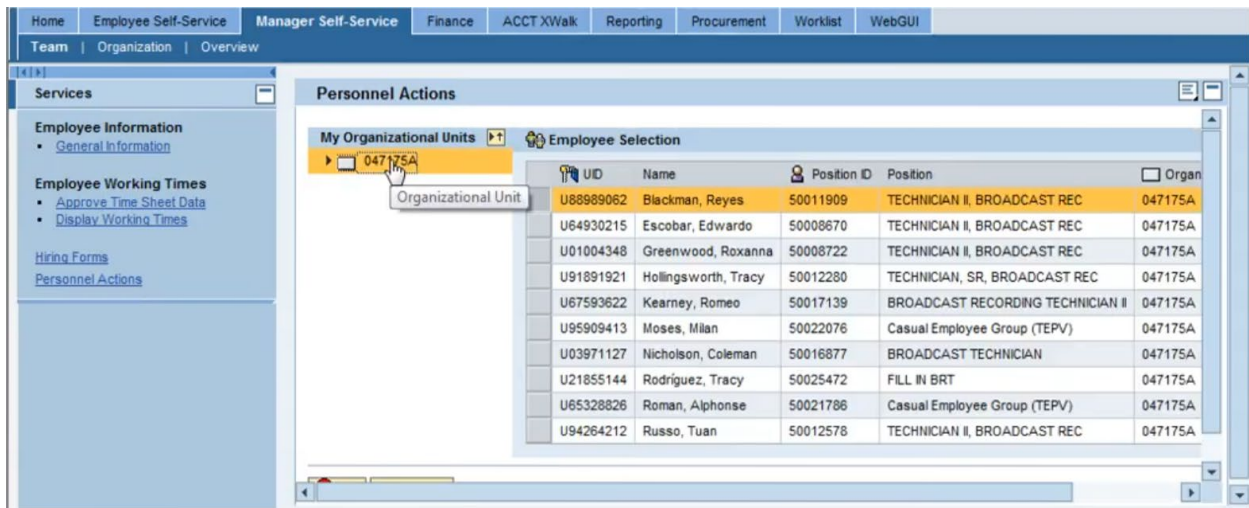 Home Employee Self-Service Manager Self-Service Finance ACCT XWalk Reporting Procurement Worklist WebGUI
Team | Organization | Overview
Services
Employee Information
General Information
Employee Working Times
Approve Time Sheet Data
Display Working Times
Hiring Forms
Personnel Actions
Personnel Actions
My Organizational Units
047175A
Organizational Unit
Employee Selection
UID Name Position ID Position Organ
U88989062 Blackman, Reyes 50011909 TECHNICIAN II, BROADCAST REC 047175A
U64930215 Escobar, Edwardo 50008670 TECHNICIAN II, BROADCAST REC 047175A
U01004348 Greenwood, Roxanna 50008722 TECHNICIAN II, BROADCAST REC 047175A
U91891921 Hollingsworth, Tracy 50012280 TECHNICIAN, SR, BROADCAST REC 047175A
U67593622 Kearney, Romeo 50017139 BROADCAST RECORDING TECHNICIAN II 047175A
U95909413 Moses, Milan 50022076 Casual Employee Group (TEPV) 047175A
U03971127 Nicholson, Coleman 50016877 BROADCAST TECHNICIAN 047175A
U21855144 Rodríguez, Tracy 50025472 FILL IN BRT 047175A
U65328826 Roman, Alphonse 50021786 Casual Employee Group (TEPV) 047175A
U94264212 Russo, Tuan 50012578 TECHNICIAN II, BROADCAST REC 047175A